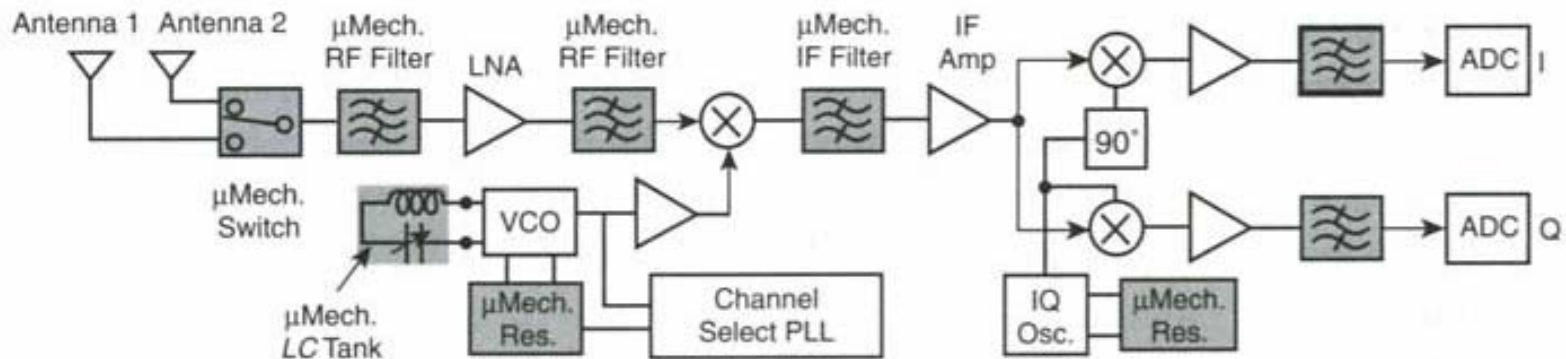 Antenna 1
Antenna 2
μMech.
RF Filter
LNA
μMech.
RF Filter
μMech.
IF Filter
IF
Amp
ADC
I
90°
μMech.
Switch
VCO
μMech.
LC Tank
μMech.
Res.
Channel
Select PLL
IQ
Osc.
μMech.
Res.
ADC
Q